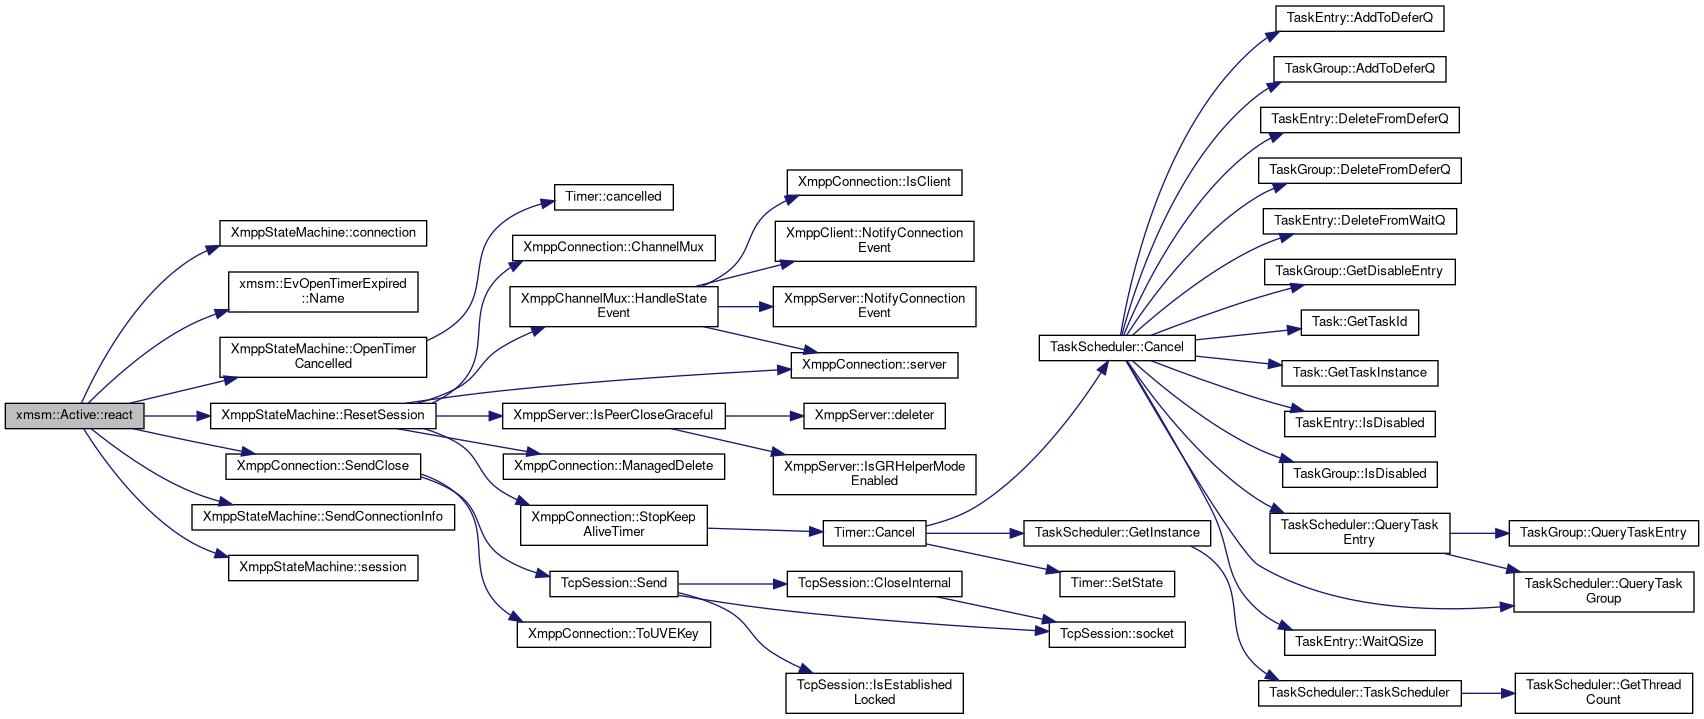 xmsm::Active::react
XmppStateMachine::connection
xmsm::EvOpenTimerExpired
::Name
XmppStateMachine::OpenTimer
Cancelled
XmppStateMachine::ResetSession
XmppConnection::SendClose
XmppStateMachine::SendConnectionInfo
XmppStateMachine::session
Timer::cancelled
XmppConnection::ChannelMux
XmppChannelMux::HandleState
Event
XmppServer::IsPeerCloseGraceful
XmppConnection::ManagedDelete
XmppConnection::StopKeep
AliveTimer
TcpSession::Send
XmppConnection::ToUVEKey
XmppConnection::IsClient
XmppClient::NotifyConnection
Event
XmppServer::NotifyConnection
Event
XmppConnection::server
XmppServer::deleter
XmppServer::IsGRHelperMode
Enabled
Timer::Cancel
TcpSession::CloseInternal
TcpSession::IsEstablished
Locked
TaskScheduler::Cancel
TaskScheduler::GetInstance
Timer::SetState
TcpSession::socket
TaskEntry::AddToDeferQ
TaskGroup::AddToDeferQ
TaskEntry::DeleteFromDeferQ
TaskGroup::DeleteFromDeferQ
TaskEntry::DeleteFromWaitQ
TaskGroup::GetDisableEntry
Task::GetTaskId
Task::GetTaskInstance
TaskEntry::IsDisabled
TaskGroup::IsDisabled
TaskScheduler::QueryTask
Entry
TaskEntry::WaitQSize
TaskScheduler::TaskScheduler
TaskGroup::QueryTaskEntry
TaskScheduler::QueryTask
Group
TaskScheduler::GetThread
Count